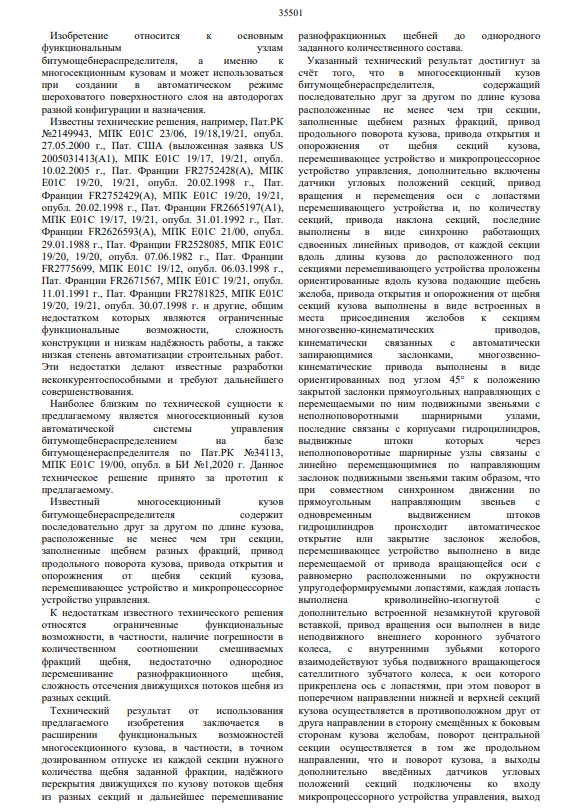 35501
Изобретение относится к основным
функциональным узлам
битумощебнераспределителя, а именно к
многосекционным кузовам и может использоваться
при создании в автоматическом режиме
шероховатого поверхностного слоя на автодорогах
разной конфигурации и назначения.
Известны технические решения, например, Пат.РК
№2149943, МПК E01C 23/06, 19/18,19/21, опубл.
27.05.2000 г., Пат. США (выложенная заявка US
2005031413(A1), МПК E01C 19/17, 19/21, опубл.
10.02.2005 г., Пат. Франции FR2752428(A), МПК
E01C 19/20, 19/21, опубл. 20.02.1998 г., Пат.
Франции FR2752429(A), МПК E01C 19/20, 19/21,
опубл. 20.02.1998 г., Пат. Франции FR2665197(A1),
МПК E01C 19/17, 19/21, опубл. 31.01.1992 г., Пат.
Франции FR2626593(A), МПК E01C 21/00, опубл.
29.01.1988 г., Пат. Франции FR2528085, МПК E01C
19/20, 19/20, опубл. 07.06.1982 г., Пат. Франции
FR2775699, МПК E01C 19/12, опубл. 06.03.1998 г.,
Пат. Франции FR2671567, МПК E01C 19/21, опубл.
11.01.1991 г., Пат. Франции FR2781825, МПК E01C
19/20, 19/21, опубл. 30.07.1998 г. и другие, общим
недостатком которых являются ограниченные
функциональные возможности, сложность
конструкции и низкам надёжность работы, а также
низкая степень автоматизации строительных работ.
Эти недостатки делают известные разработки
неконкурентоспособными и требуют дальнейшего
совершенствования.
Наиболее близким по технической сущности к
предлагаемому является многосекционный кузов
автоматической системы управления
битумощебнераспределением на базе
битумощенераспределителя по Пат.РК №34113,
МПК E01C 19/00, опубл. в БИ №1,2020 г. Данное
техническое решение принято за прототип к
предлагаемому.
Известный многосекционный кузов
битумощебнераспределителя содержит
последовательно друг за другом по длине кузова,
расположенные не менее чем три секции,
заполненные щебнем разных фракций, привод
продольного поворота кузова, привода открытия и
опорожнения от щебня секций кузова,
перемешивающее устройство и микропроцессорное
устройство управления.
К недостаткам известного технического решения
относятся ограниченные функциональные
возможности, в частности, наличие погрешности в
количественном соотношении смешиваемых
фракций щебня, недостаточно однородное
перемешивание разнофракционного щебня,
сложность отсечения движущихся потоков щебня из
разных секций.
Технический результат от использования
предлагаемого изобретения заключается в
расширении функциональных возможностей
многосекционного кузова, в частности, в точном
дозированном отпуске из каждой секции нужного
количества щебня заданной фракции, надёжного
перекрытия движущихся по кузову потоков щебня
из разных секций и дальнейшее перемешивание
разнофракционных щебней до однородного
заданного количественного состава.
Указанный технический результат достигнут за
счёт того, что в многосекционный кузов
битумощебнераспределителя, содержащий
последовательно друг за другом по длине кузова
расположенные не менее чем три секции,
заполненные щебнем разных фракций, привод
продольного поворота кузова, привода открытия и
опорожнения от щебня секций кузова,
перемешивающее устройство и микропроцессорное
устройство управления, дополнительно включены
датчики угловых положений секций, привод
вращения и перемещения оси с лопастями
перемешивающего устройства и, по количеству
секций, привода наклона секций, последние
выполнены в виде синхронно работающих
сдвоенных линейных приводов, от каждой секции
вдоль длины кузова до расположенного под
секциями перемешивающего устройства проложены
ориентированные вдоль кузова подающие щебень
желоба, привода открытия и опорожнения от щебня
секций кузова выполнены в виде встроенных в
места присоединения желобов к секциям
многозвенно-кинематических приводов,
кинематически связанных с автоматически
запирающимися заслонками, многозвенно-
кинематические привода выполнены в виде
ориентированных под углом 45° к положению
закрытой заслонки прямоугольных направляющих с
перемещаемыми по ним подвижными звеньями с
неполноповоротными шарнирными узлами,
последние связаны с корпусами гидроцилиндров,
выдвижные штоки которых через
неполноповоротные шарнирные узлы связаны с
линейно перемещающимися по направляющим
заслонок подвижными звеньями таким образом, что
при совместном синхронном движении по
прямоугольным направляющим звеньев с
одновременным выдвижением штоков
гидроцилиндров происходит автоматическое
открытие или закрытие заслонок желобов,
перемешивающее устройство выполнено в виде
перемещаемой от привода вращающейся оси с
равномерно расположенными по окружности
упругодеформируемыми лопастями, каждая лопасть
выполнена криволинейно-изогнутой с
дополнительно встроенной незамкнутой круговой
вставкой, привод вращения оси выполнен в виде
неподвижного внешнего коронного зубчатого
колеса, с внутренними зубьями которого
взаимодействуют зубья подвижного вращающегося
сателлитного зубчатого колеса, к оси которого
прикреплена ось с лопастями, при этом поворот в
поперечном направлении нижней и верхней секций
кузова осуществляется в противоположном друг от
друга направлении в сторону смещённых к боковым
сторонам кузова желобам, поворот центральной
секции осуществляется в том же продольном
направлении, что и поворот кузова, а выходы
дополнительно введённых датчиков угловых
положений секций подключены ко входу
микропроцессорного устройства управления, выход